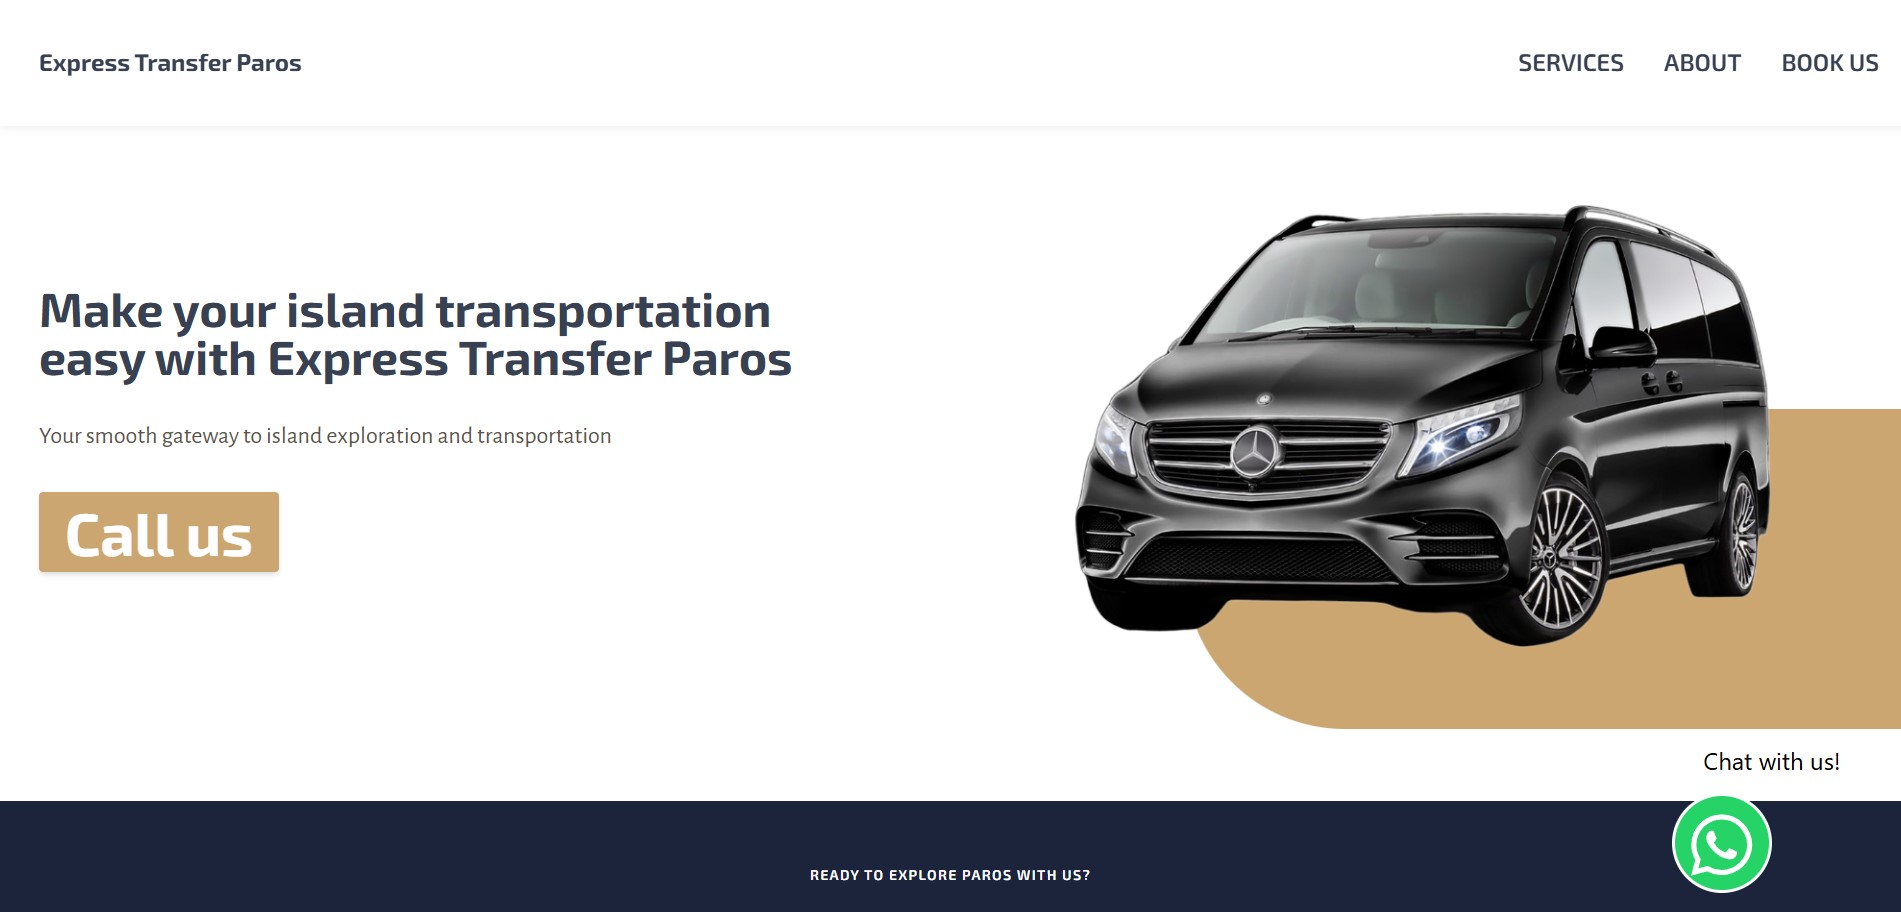 Express Transfer Paros
SERVICES ABOUT BOOK US
Make your island transportation
easy with Express Transfer Paros
Your smooth gateway to island exploration and transportation
Call us
Chat with us!
READY TO EXPLORE PAROS WITH US?